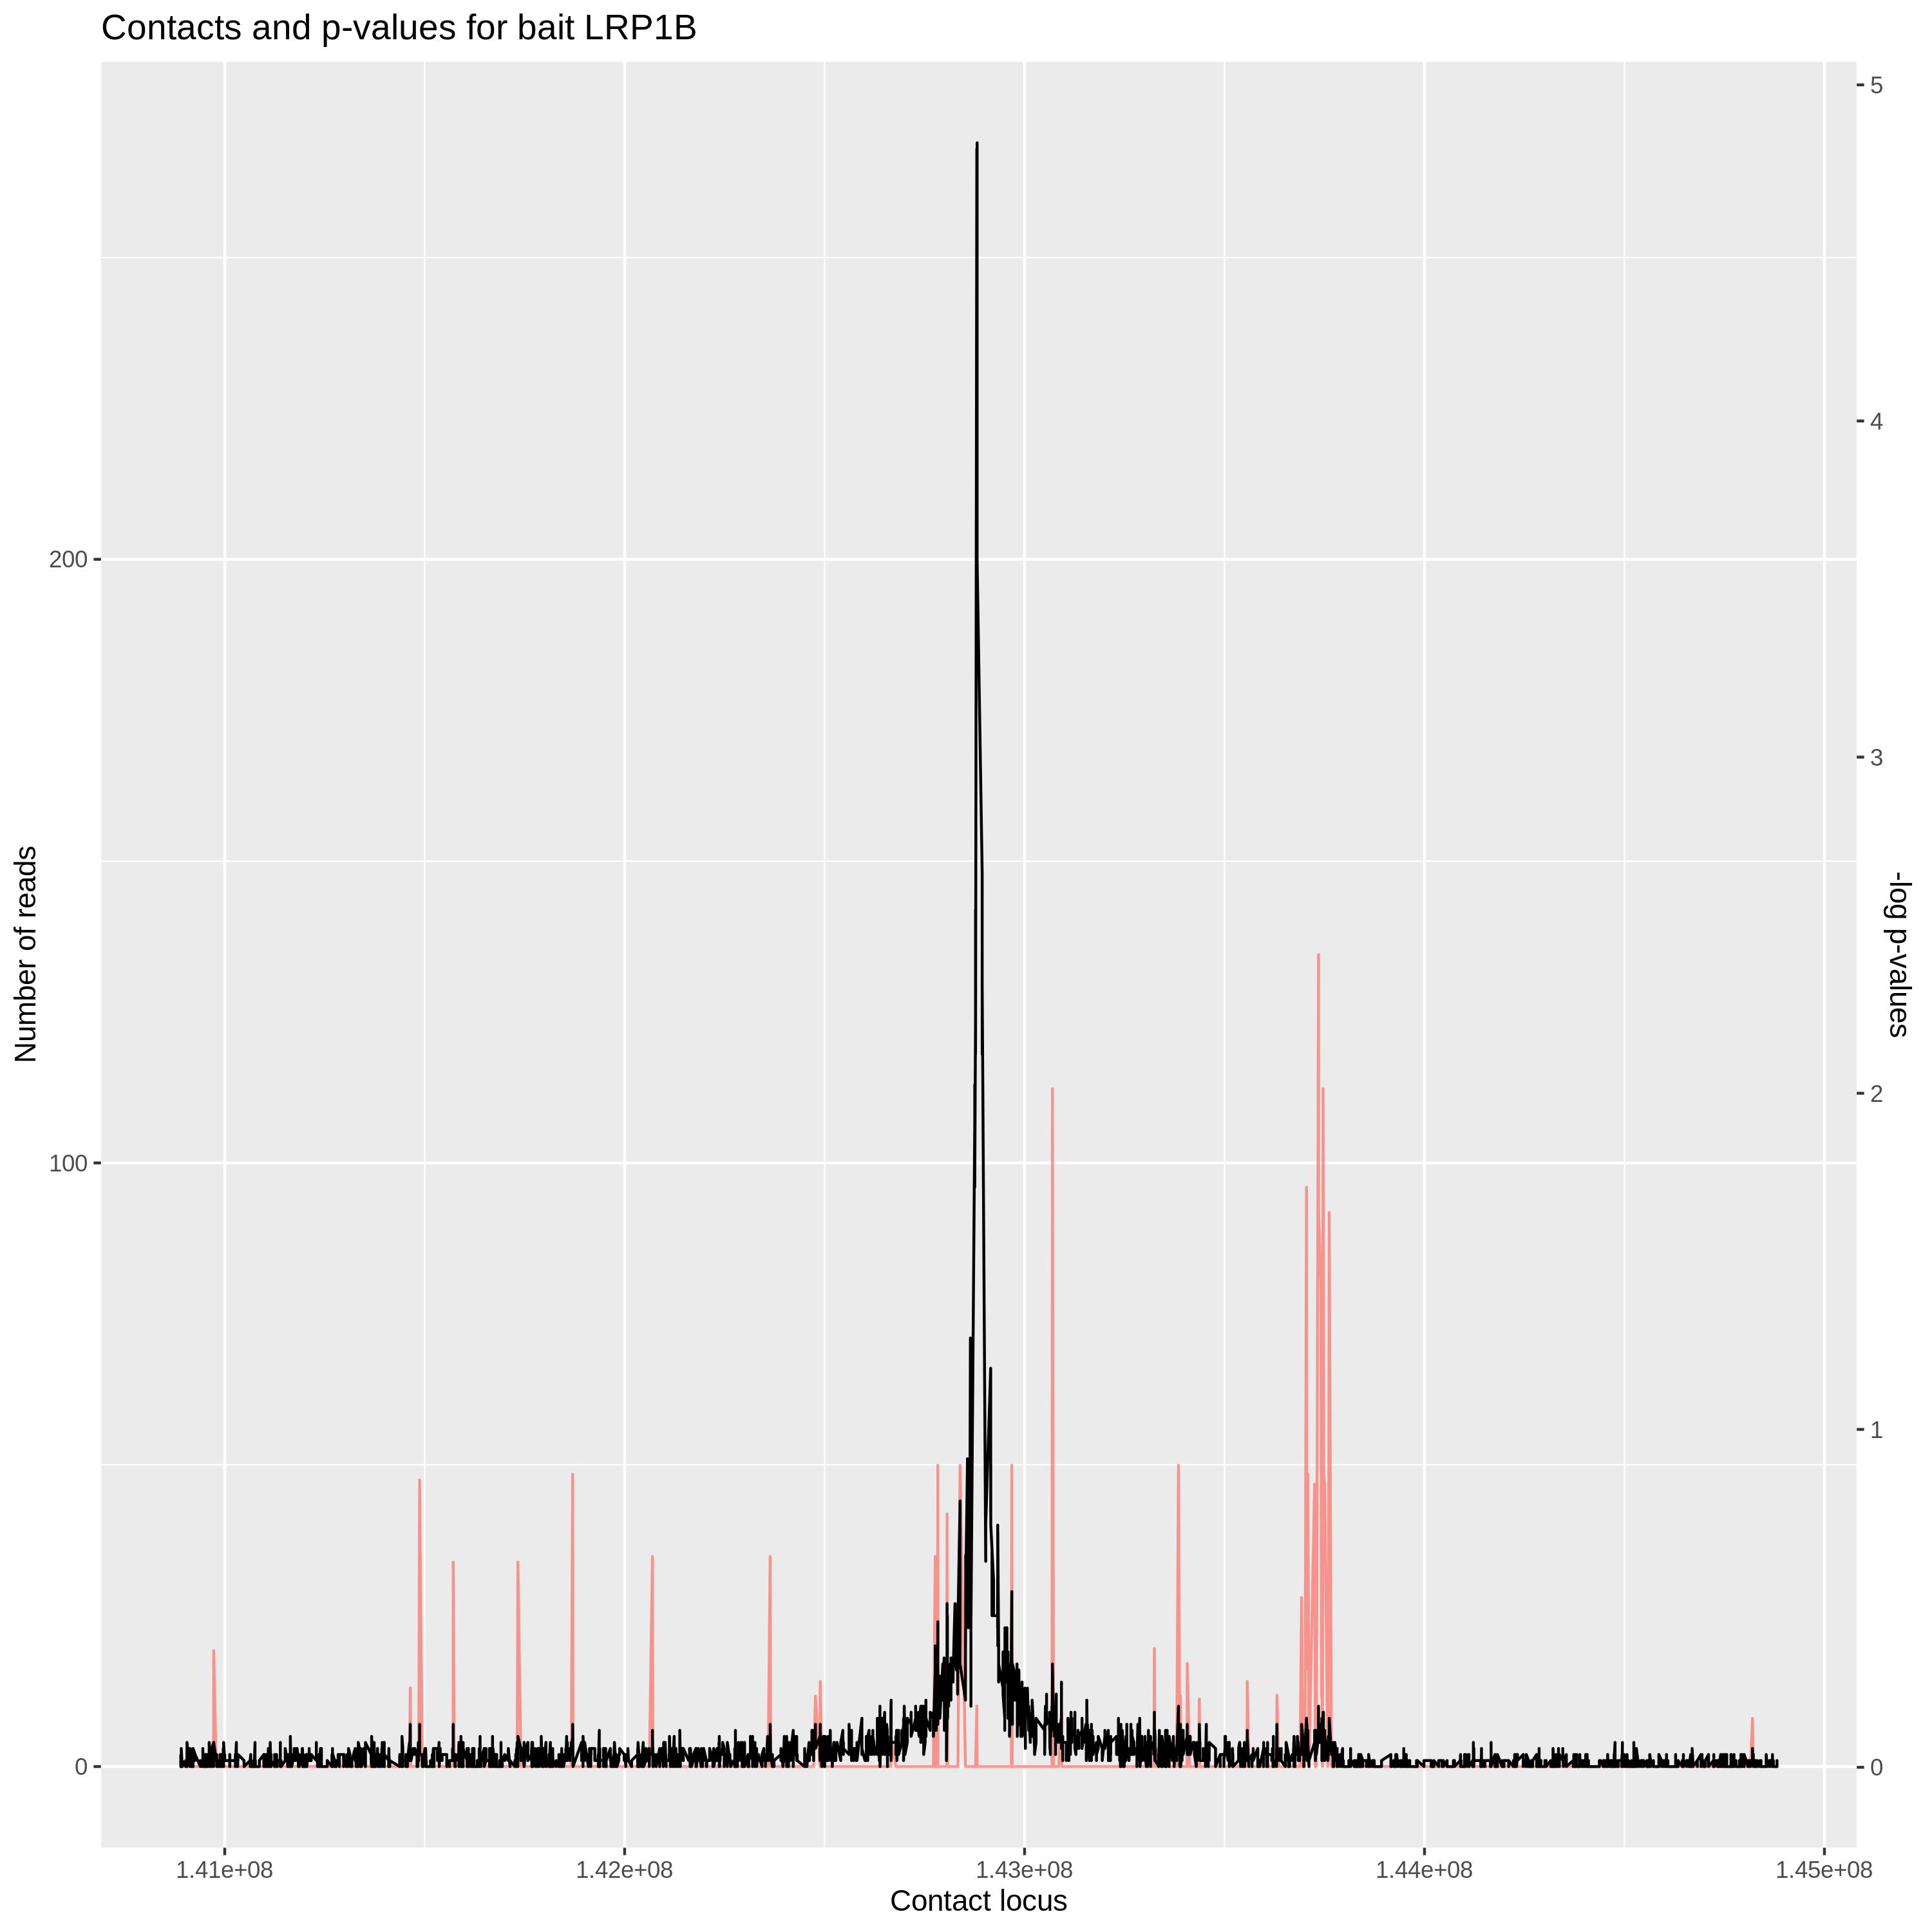 Contacts and p-values for bait LRP1B
Number of reads
200
100
0
5
4
3
2
1
0
-log p-values
1.41e+08 1.42e+08 1.43e+08 1.44e+08 1.45e+08
Contact locus